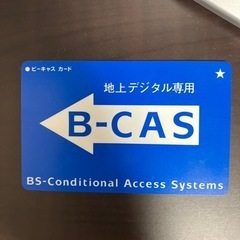 ビーキャス カード
地上デジタル専用
B-CAS
BS-Conditional Access Systems